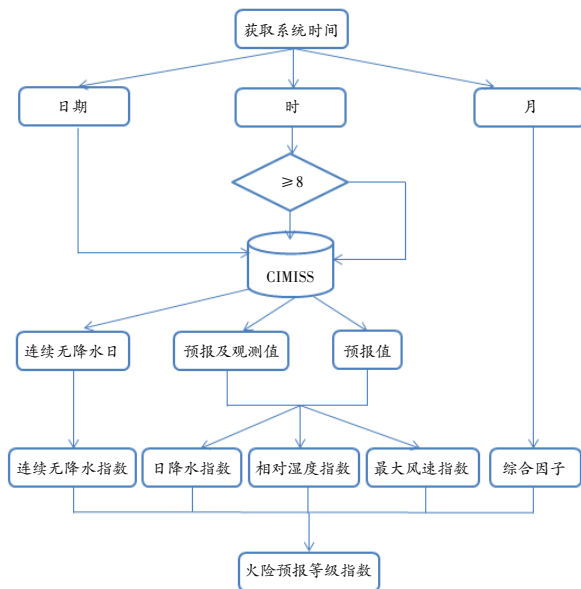 获取系统时间
日期
时
月
≥8
CIMISS
连续无降水日
预报及观测值
预报值
连续无降水指数
日降水指数
相对湿度指数
最大风速指数
综合因子
火险预报等级指数